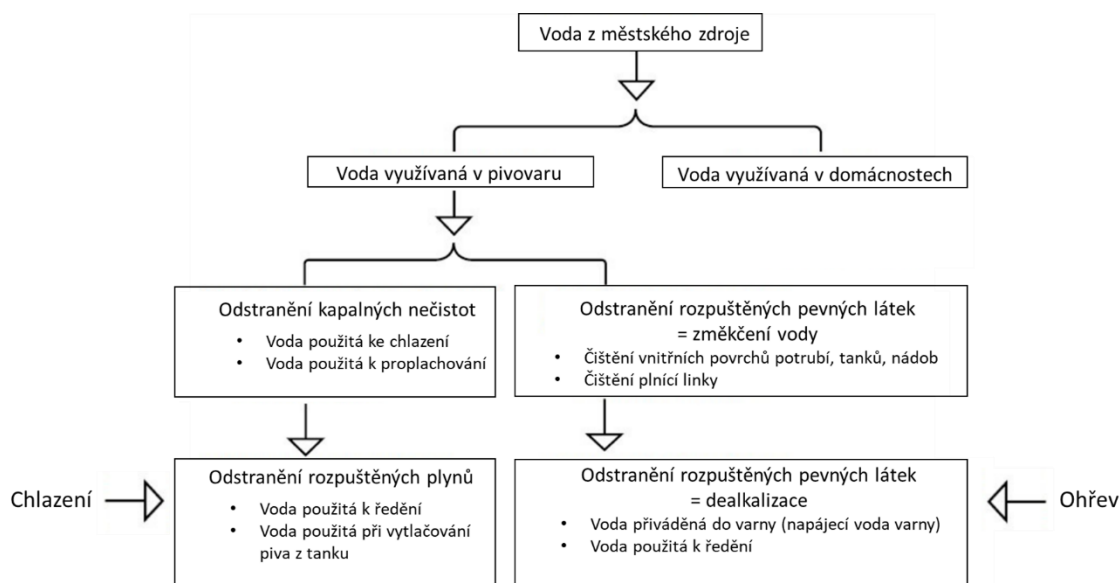 Voda z městského zdroje
Voda využívaná v pivovaru
Voda využívaná v domácnostech
Odstranění kapalných nečistot
• Voda použitá ke chlazení
• Voda použitá k proplachování
Odstranění rozpuštěných pevných látek
= změkčení vody
• Čištění vnitřních povrchů potrubí, tanků, nádob
• Čištění plnící linky
Chlazení
Odstranění rozpuštěných plynů
• Voda použitá k ředění
• Voda použitá při vytlačování
piva z tanku
Odstranění rozpuštěných pevných látek
= dealkalizace
• Voda přiváděná do varny (napájecí voda varny)
• Voda použitá k ředění
Ohřev